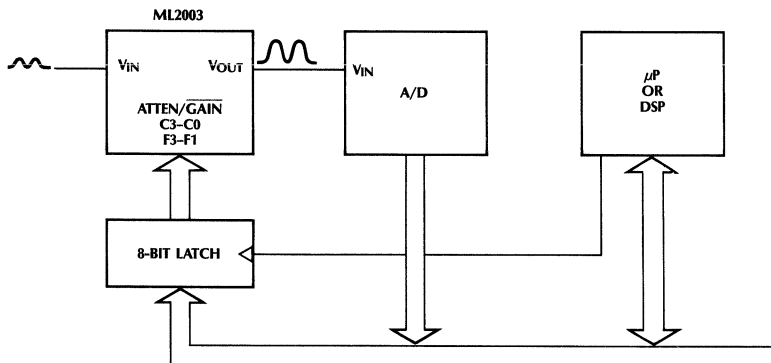 ML2003
VIN
VOUT
ATTEN/GAIN
C3–C0
F3–F1
VIN
A/D
μP
OR
DSP
8-BIT LATCH